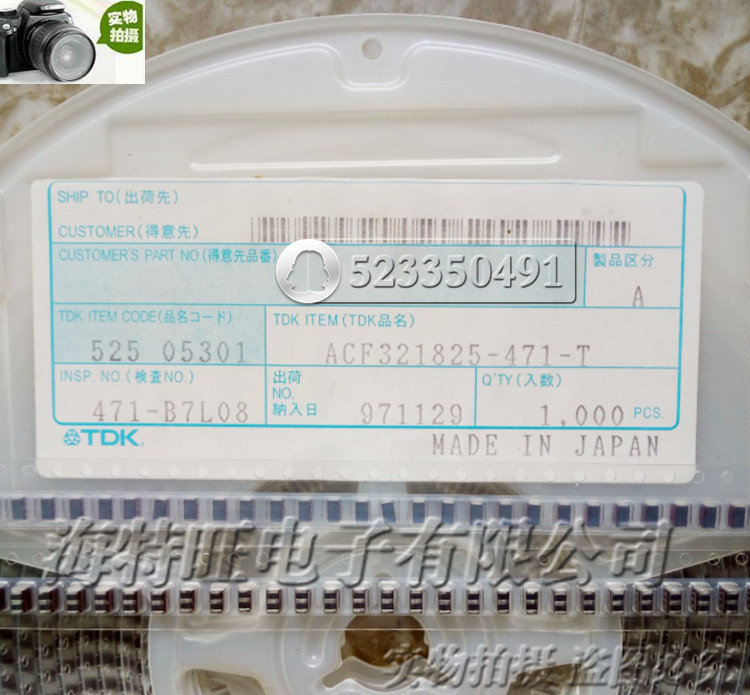 实物
拍摄
SHIP TO(出荷先)
CUSTOMER(得意先)
CUSTOMER'S PART NO.(得意先品番)
523350491
製品区分
A
TDK ITEM CODE(品名コード)
TDK ITEM(TDK品名)
525 05301
ACF321825-471-T
INSP. NO.(検査NO.)
出荷
NO.
納入日
Q'TY(入数)
471-B7L08
971129
1,000 PCS.
TDK
MADE IN JAPAN
海特旺电子有限公司
实物拍摄 盗图必究